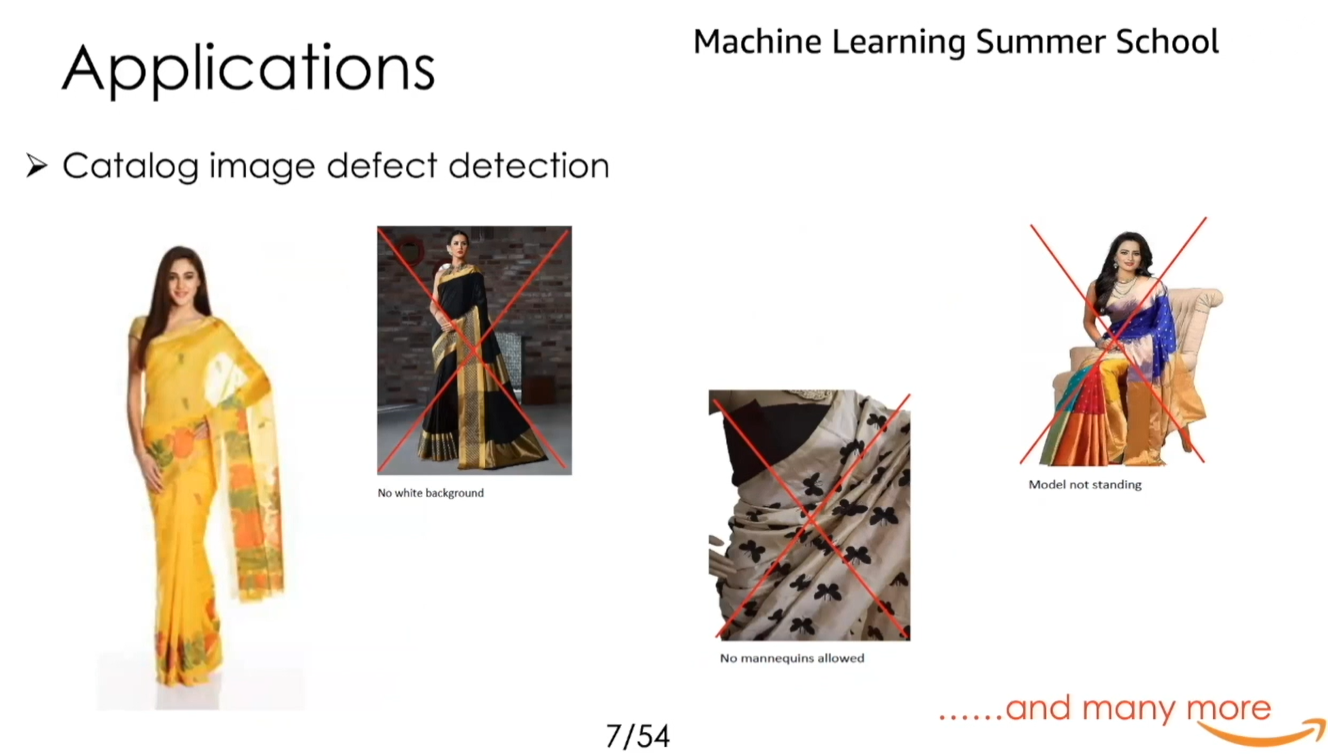 Applications
Machine Learning Summer School
➢ Catalog image defect detection
No white background
Model not standing
No mannequins allowed
......and many more
7/54